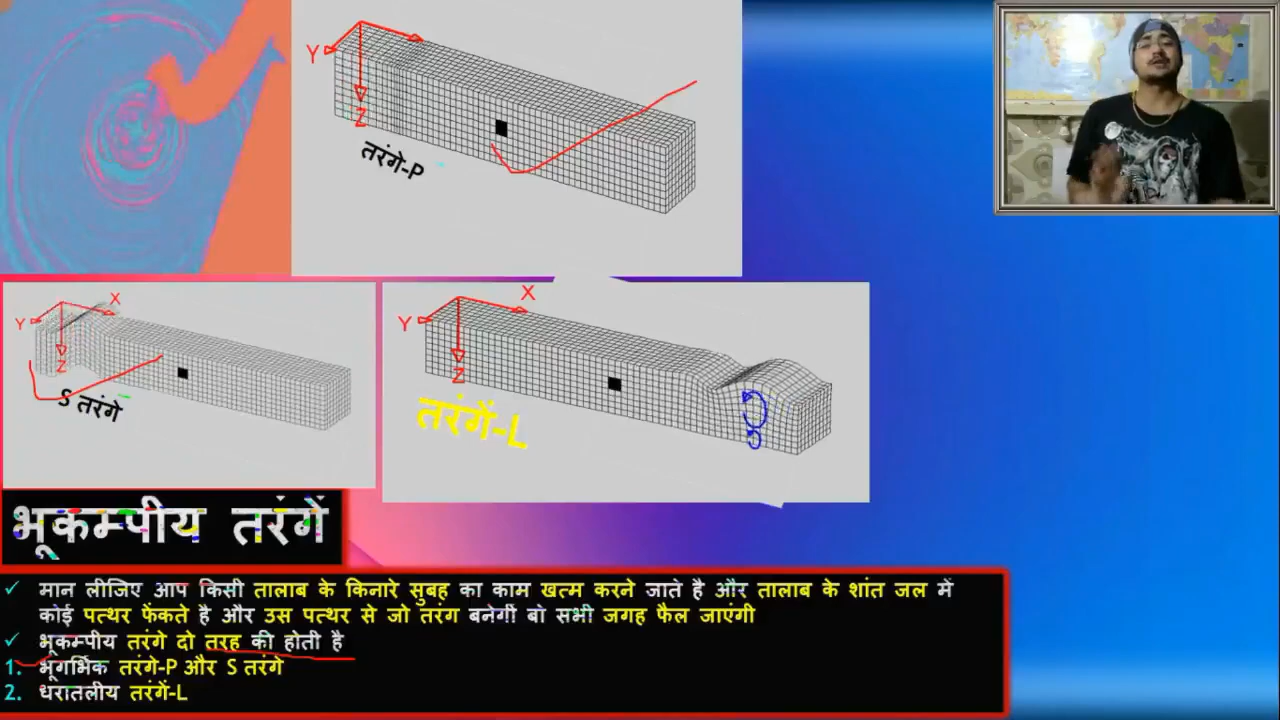 Y
Z
तरंगे-P
X
Y
Z
S तरंगे
X
Y
Z
तरंगें-L
भूकम्पीय तरंगें
✓ मान लीजिए आप किसी तालाब के किनारे सुबह का काम खत्म करने जाते है और तालाब के शांत जल में
कोई पत्थर फेंकते है और उस पत्थर से जो तरंग बनेगीं बो सभी जगह फैल जाएंगी
✓ भूकम्पीय तरंगे दो तरह की होती है
1. भूगर्भिक तरंगे-P और S तरंगे
2. धरातलीय तरंगें-L